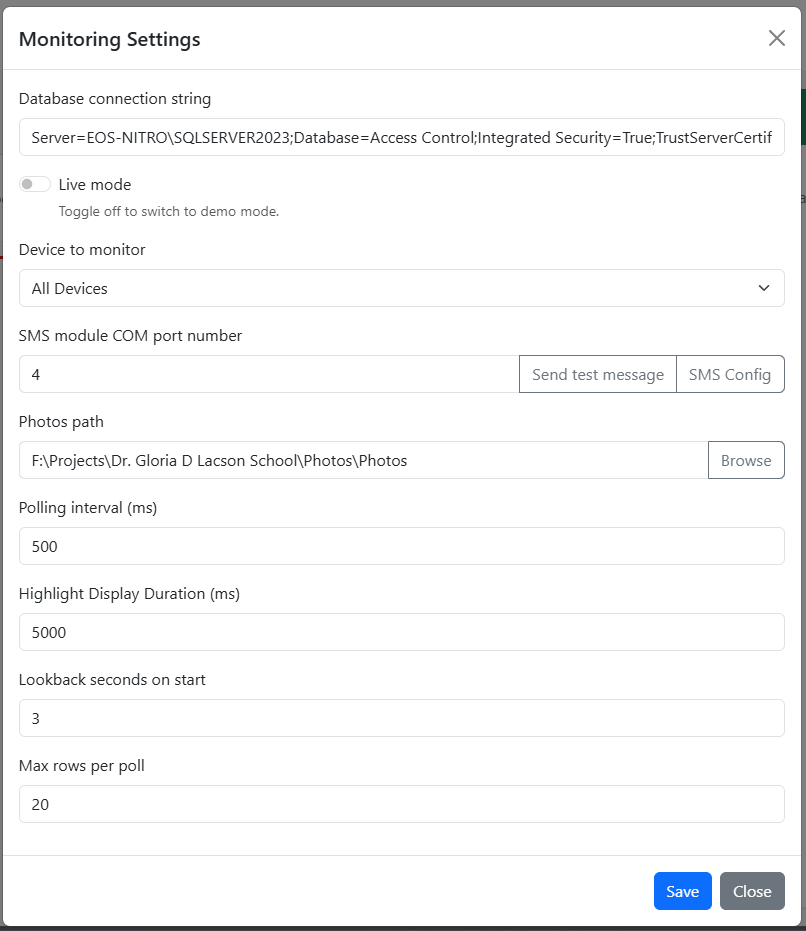 Monitoring Settings
Database connection string
Server=EOS-NITRO\SQLSERVER2023;Database=Access Control;Integrated Security=True;TrustServerCertif
Live mode
Toggle off to switch to demo mode.
Device to monitor
All Devices
SMS module COM port number
4
Send test message
SMS Config
Photos path
F:\Projects\Dr. Gloria D Lacson School\Photos\Photos
Browse
Polling interval (ms)
500
Highlight Display Duration (ms)
5000
Lookback seconds on start
3
Max rows per poll
20
Save
Close